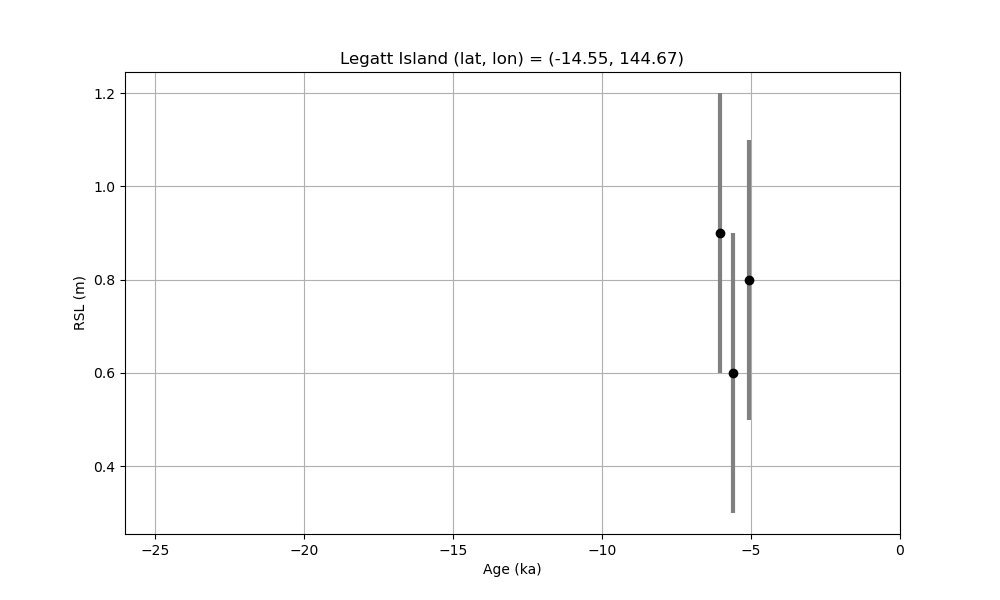 Legatt Island (lat, lon) = (-14.55, 144.67)
1.2
1.0
0.8
0.6
0.4
RSL (m)
−25 −20 −15 −10 −5 0
Age (ka)